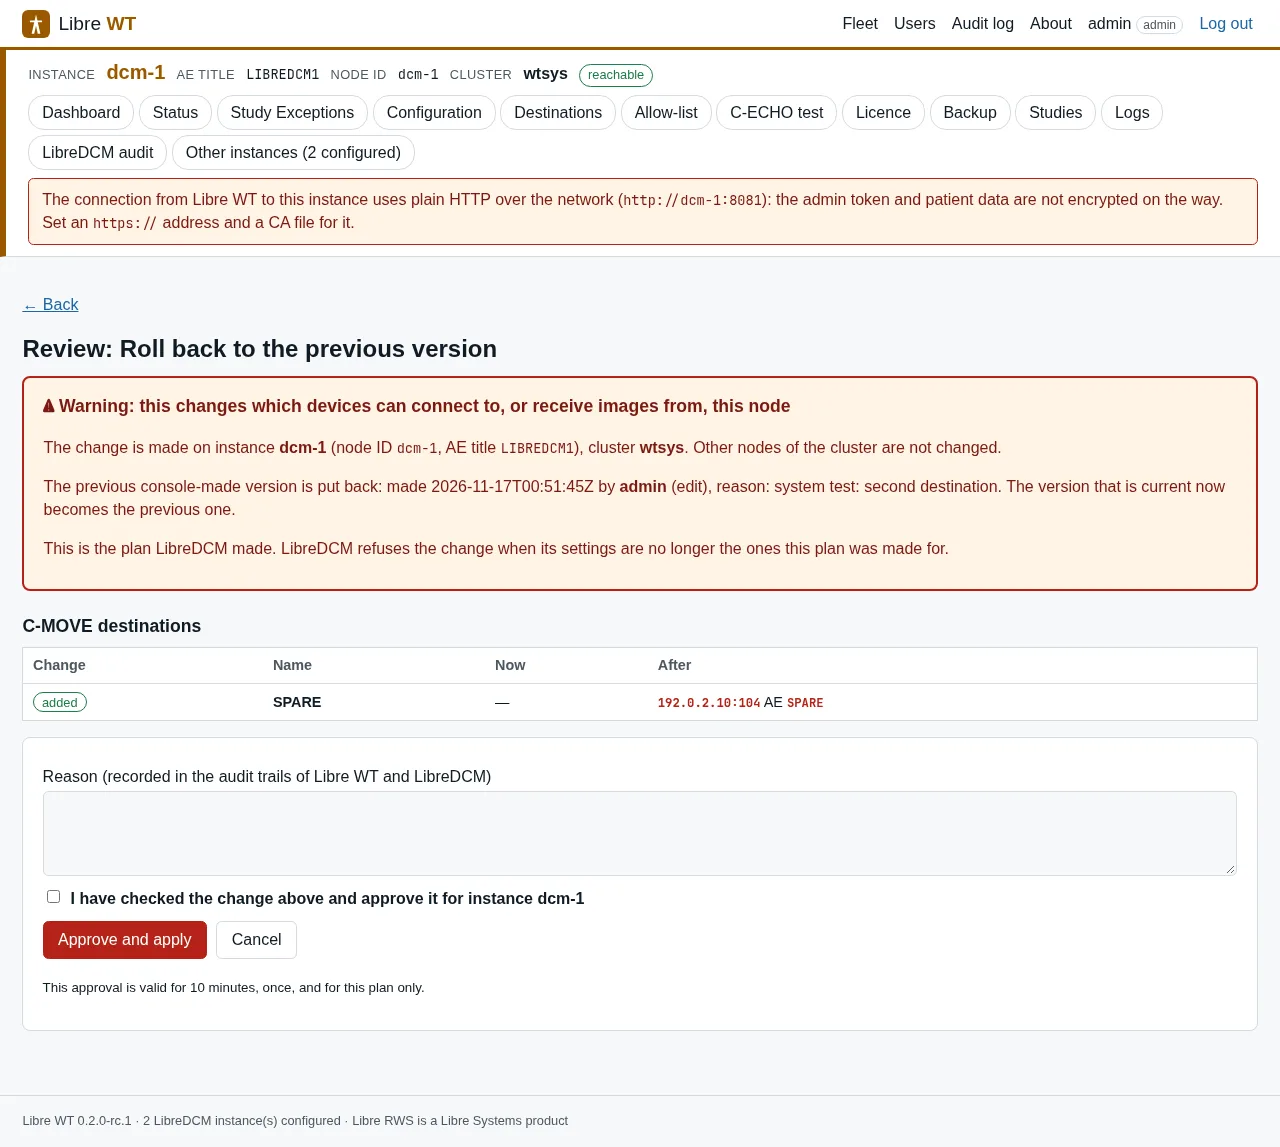 Libre WT
Fleet Users Audit log About admin admin Log out
INSTANCE dcm-1 AE TITLE LIBREDCM1 NODE ID dcm-1 CLUSTER wtsys reachable
Dashboard Status Study Exceptions Configuration Destinations Allow-list C-ECHO test Licence Backup Studies Logs
LibreDCM audit Other instances (2 configured)
The connection from Libre WT to this instance uses plain HTTP over the network (http://dcm-1:8081): the admin token and patient data are not encrypted on the way.
Set an https:// address and a CA file for it.
← Back
Review: Roll back to the previous version
Warning: this changes which devices can connect to, or receive images from, this node
The change is made on instance dcm-1 (node ID dcm-1, AE title LIBREDCM1), cluster wtsys. Other nodes of the cluster are not changed.
The previous console-made version is put back: made 2026-11-17T00:51:45Z by admin (edit), reason: system test: second destination. The version that is current now
becomes the previous one.
This is the plan LibreDCM made. LibreDCM refuses the change when its settings are no longer the ones this plan was made for.
C-MOVE destinations
Change Name Now After
added SPARE — 192.0.2.10:104 AE SPARE
Reason (recorded in the audit trails of Libre WT and LibreDCM)
I have checked the change above and approve it for instance dcm-1
Approve and apply Cancel
This approval is valid for 10 minutes, once, and for this plan only.
Libre WT 0.2.0-rc.1 · 2 LibreDCM instance(s) configured · Libre RWS is a Libre Systems product